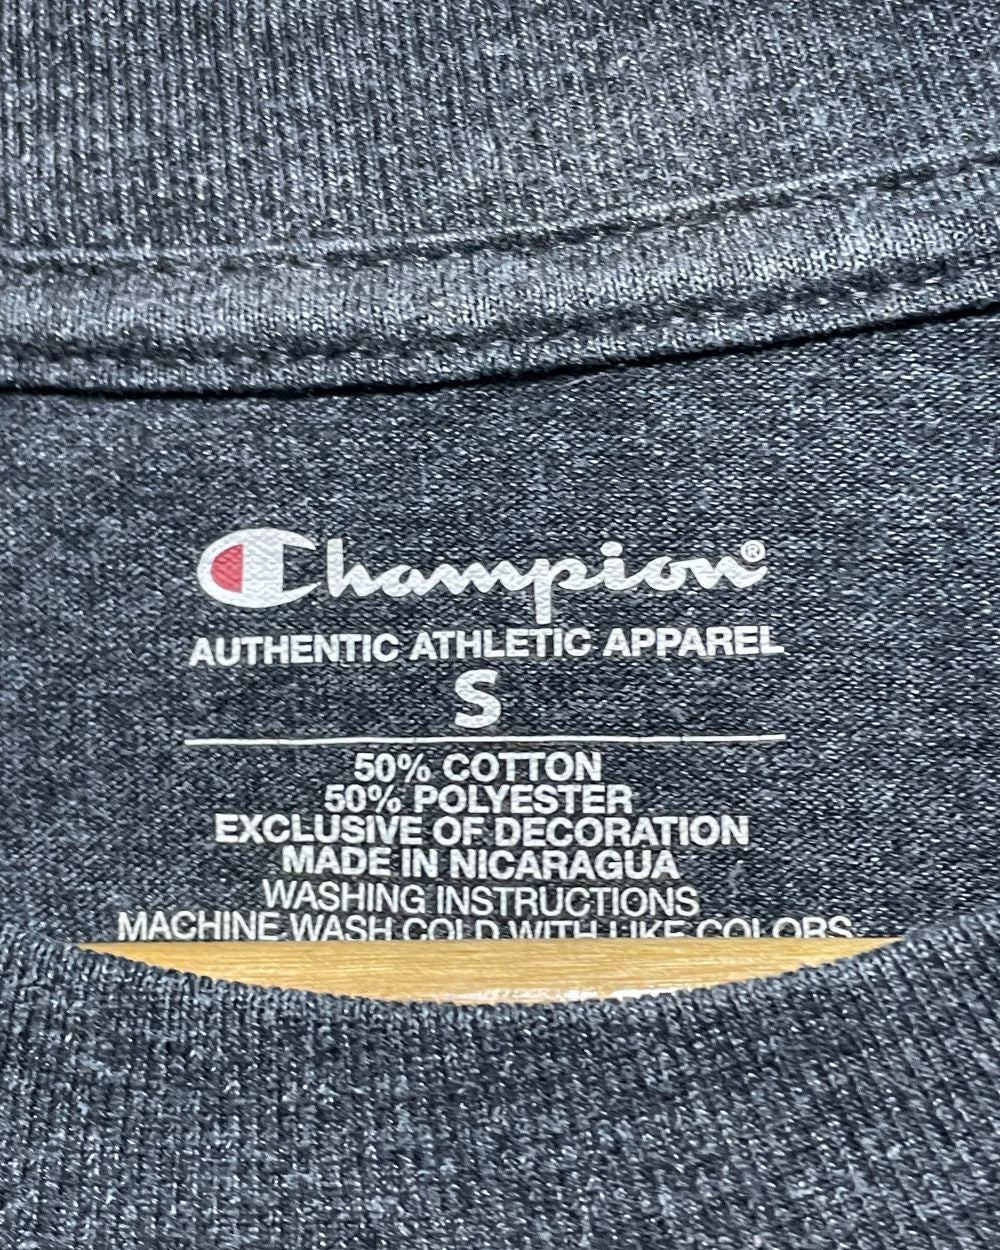 Champion®
AUTHENTIC ATHLETIC APPAREL
S
50% COTTON
50% POLYESTER
EXCLUSIVE OF DECORATION
MADE IN NICARAGUA
WASHING INSTRUCTIONS
MACHINE WASH COLD WITH LIKE COLORS